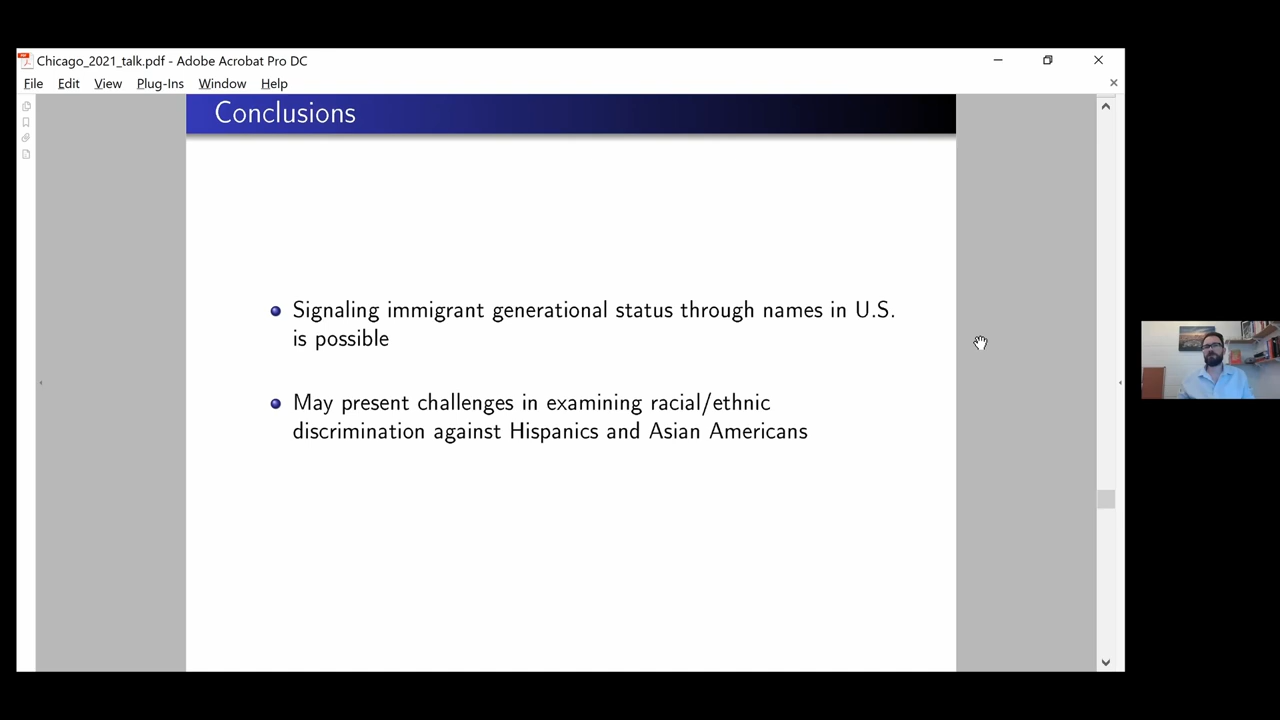 Chicago_2021_talk.pdf - Adobe Acrobat Pro DC
File Edit View Plug-Ins Window Help
Conclusions
Signaling immigrant generational status through names in U.S.
is possible
May present challenges in examining racial/ethnic
discrimination against Hispanics and Asian Americans